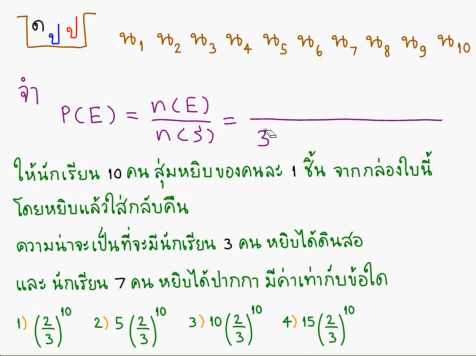 ด ป ป น₁ น₂ น₃ น₄ น₅ น₆ น₇ น₈ น₉ น₁₀
จำ
P(E) = n(E) / n(S) = / 3
ให้นักเรียน 10 คน สุ่มหยิบของคนละ 1 ชิ้น จากกล่องใบนี้
โดยหยิบแล้วใส่กลับคืน
ความน่าจะเป็นที่จะมีนักเรียน 3 คน หยิบได้ดินสอ
และ นักเรียน 7 คน หยิบได้ปากกา มีค่าเท่ากับข้อใด
1) (2/3)¹⁰ 2) 5(2/3)¹⁰ 3) 10(2/3)¹⁰ 4) 15(2/3)¹⁰